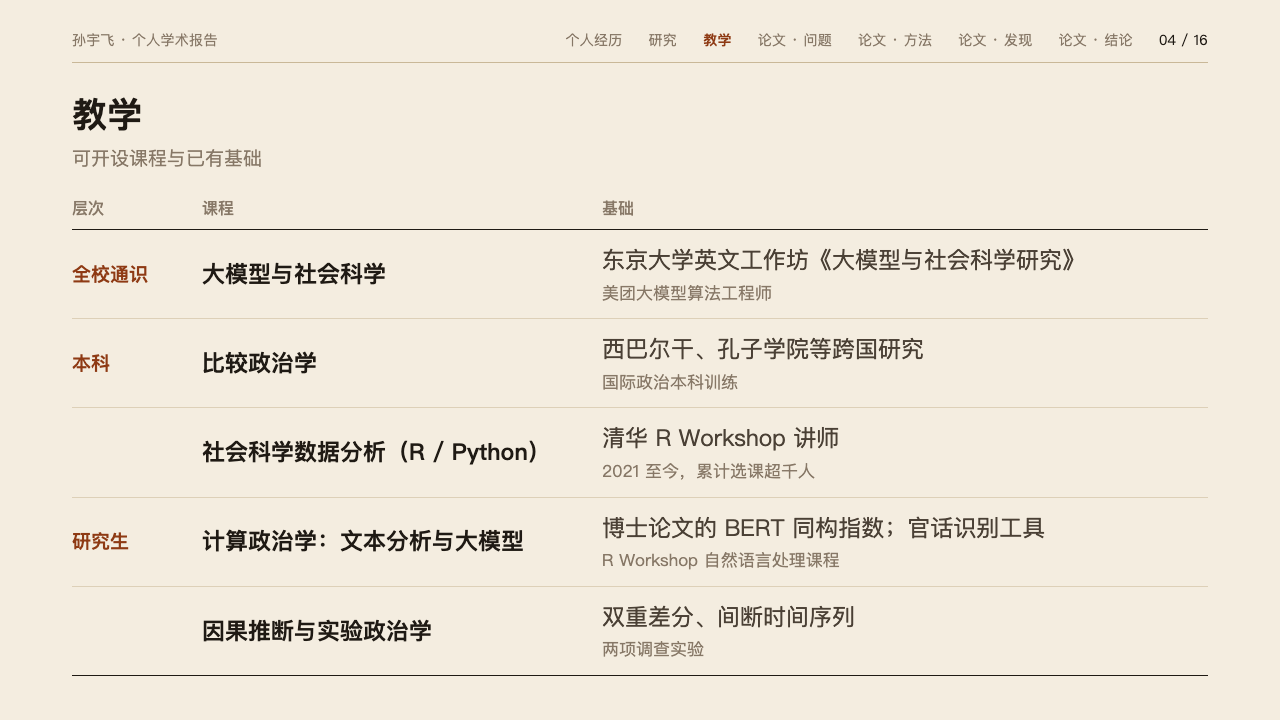 孙宇飞 · 个人学术报告
个人经历 研究 教学 论文 · 问题 论文 · 方法 论文 · 发现 论文 · 结论 04 / 16
教学
可开设课程与已有基础
层次 课程 基础
全校通识 大模型与社会科学 东京大学英文工作坊《大模型与社会科学研究》
美团大模型算法工程师
本科 比较政治学 西巴尔干、孔子学院等跨国研究
国际政治本科训练
社会科学数据分析（R / Python） 清华 R Workshop 讲师
2021 至今，累计选课超千人
研究生 计算政治学：文本分析与大模型 博士论文的 BERT 同构指数；官话识别工具
R Workshop 自然语言处理课程
因果推断与实验政治学 双重差分、间断时间序列
两项调查实验